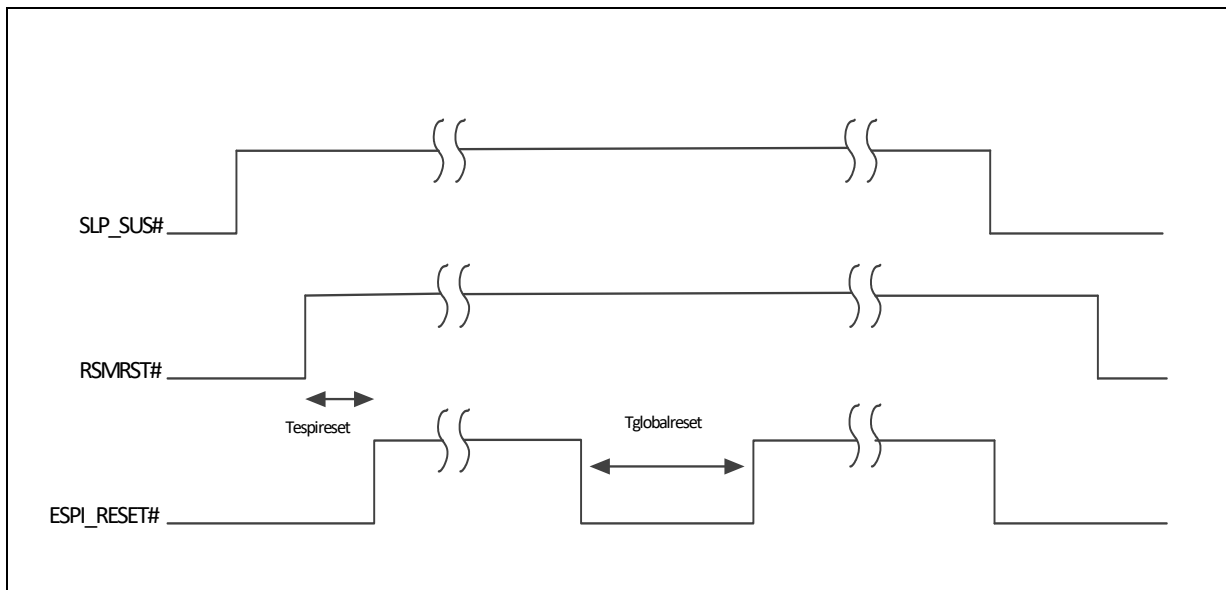 SLP_SUS#
RSMRST#
Tespireset
Tglobalreset
ESPI_RESET#